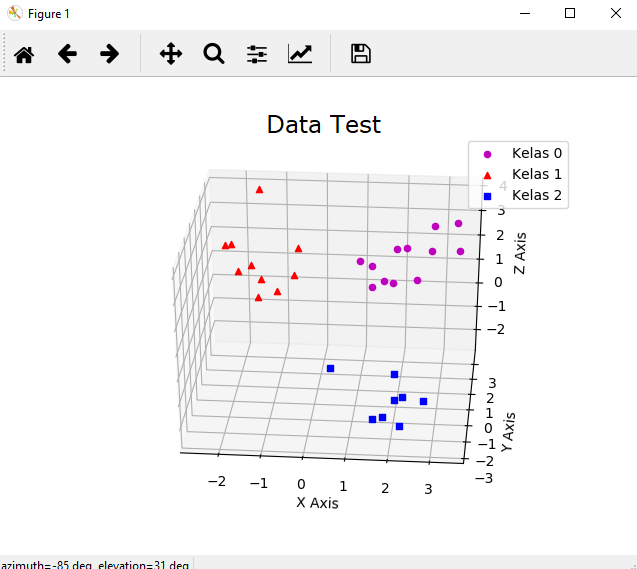 Figure 1
Data Test
Kelas 0
Kelas 1
Kelas 2
4
3
2
1
0
−1
−2
Z Axis
3
2
1
0
−1
−2
−3
Y Axis
−2 −1 0 1 2 3
X Axis
azimuth=-85 deg, elevation=31 deg